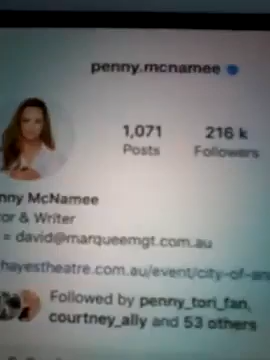 penny.mcnamee
1,071 216 k
Posts Followers
nny McNamee
or & Writer
= david@marqueemgt.com.au
hayestheatre.com.au/event/city-of-an
Followed by penny_tori_fan,
courtney_ally and 53 others